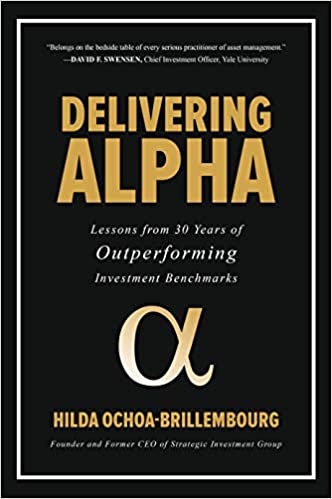 "Belongs on the bedside table of every serious practitioner of asset management."
—DAVID F. SWENSEN, Chief Investment Officer, Yale University
DELIVERING
ALPHA
Lessons from 30 Years of
Outperforming
Investment Benchmarks
α
HILDA OCHOA-BRILLEMBOURG
Founder and Former CEO of Strategic Investment Group